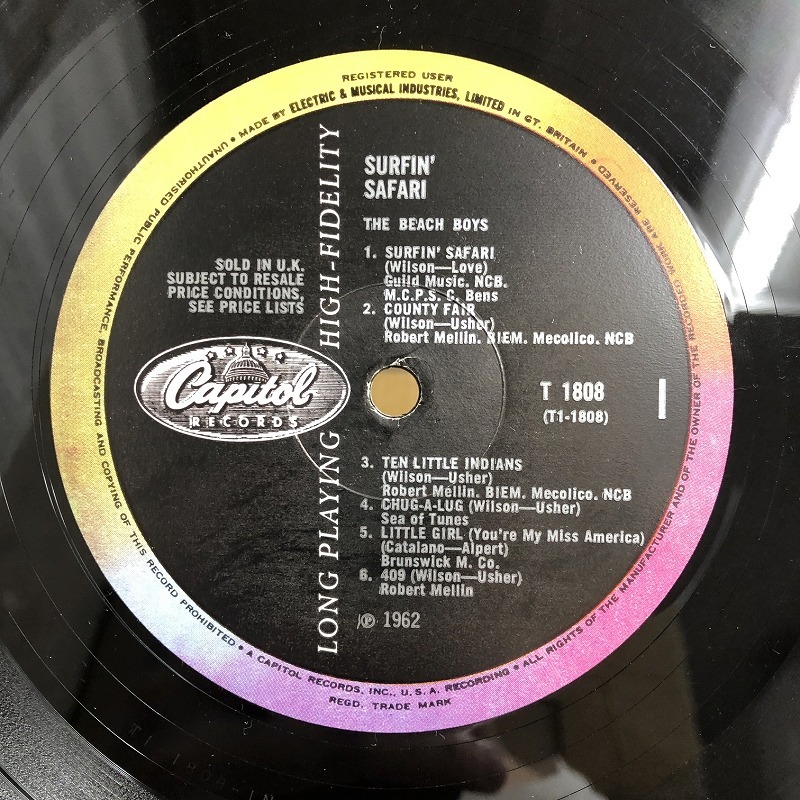 REGISTERED USER
• MADE BY ELECTRIC & MUSICAL INDUSTRIES, LIMITED IN GT. BRITAIN •
SURFIN'
SAFARI
THE BEACH BOYS
1. SURFIN' SAFARI
(Wilson—Love)
Guild Music. NCB.
M.C.P.S. C. Bens
2. COUNTY FAIR
(Wilson—Usher)
Robert Mellin. BIEM. Mecolico. NCB
SOLD IN U.K.
SUBJECT TO RESALE
PRICE CONDITIONS,
SEE PRICE LISTS
LONG PLAYING HIGH-FIDELITY
Capitol
RECORDS
T 1808
(T1-1808)
1
3. TEN LITTLE INDIANS
(Wilson—Usher)
Robert Mellin. BIEM. Mecolico. NCB
4. CHUG-A-LUG (Wilson—Usher)
Sea of Tunes
5. LITTLE GIRL (You're My Miss America)
(Catalano—Alpert)
Brunswick M. Co.
6. 409 (Wilson—Usher)
Robert Mellin
℗ 1962
ALL RIGHTS OF THE MANUFACTURER AND OF THE OWNER OF THE RECORDED WORK ARE RESERVED
UNAUTHORISED PUBLIC PERFORMANCE, BROADCASTING AND COPYING OF THIS RECORD PROHIBITED
• A CAPITOL RECORDS, INC., U.S.A. RECORDING •
REGD. TRADE MARK